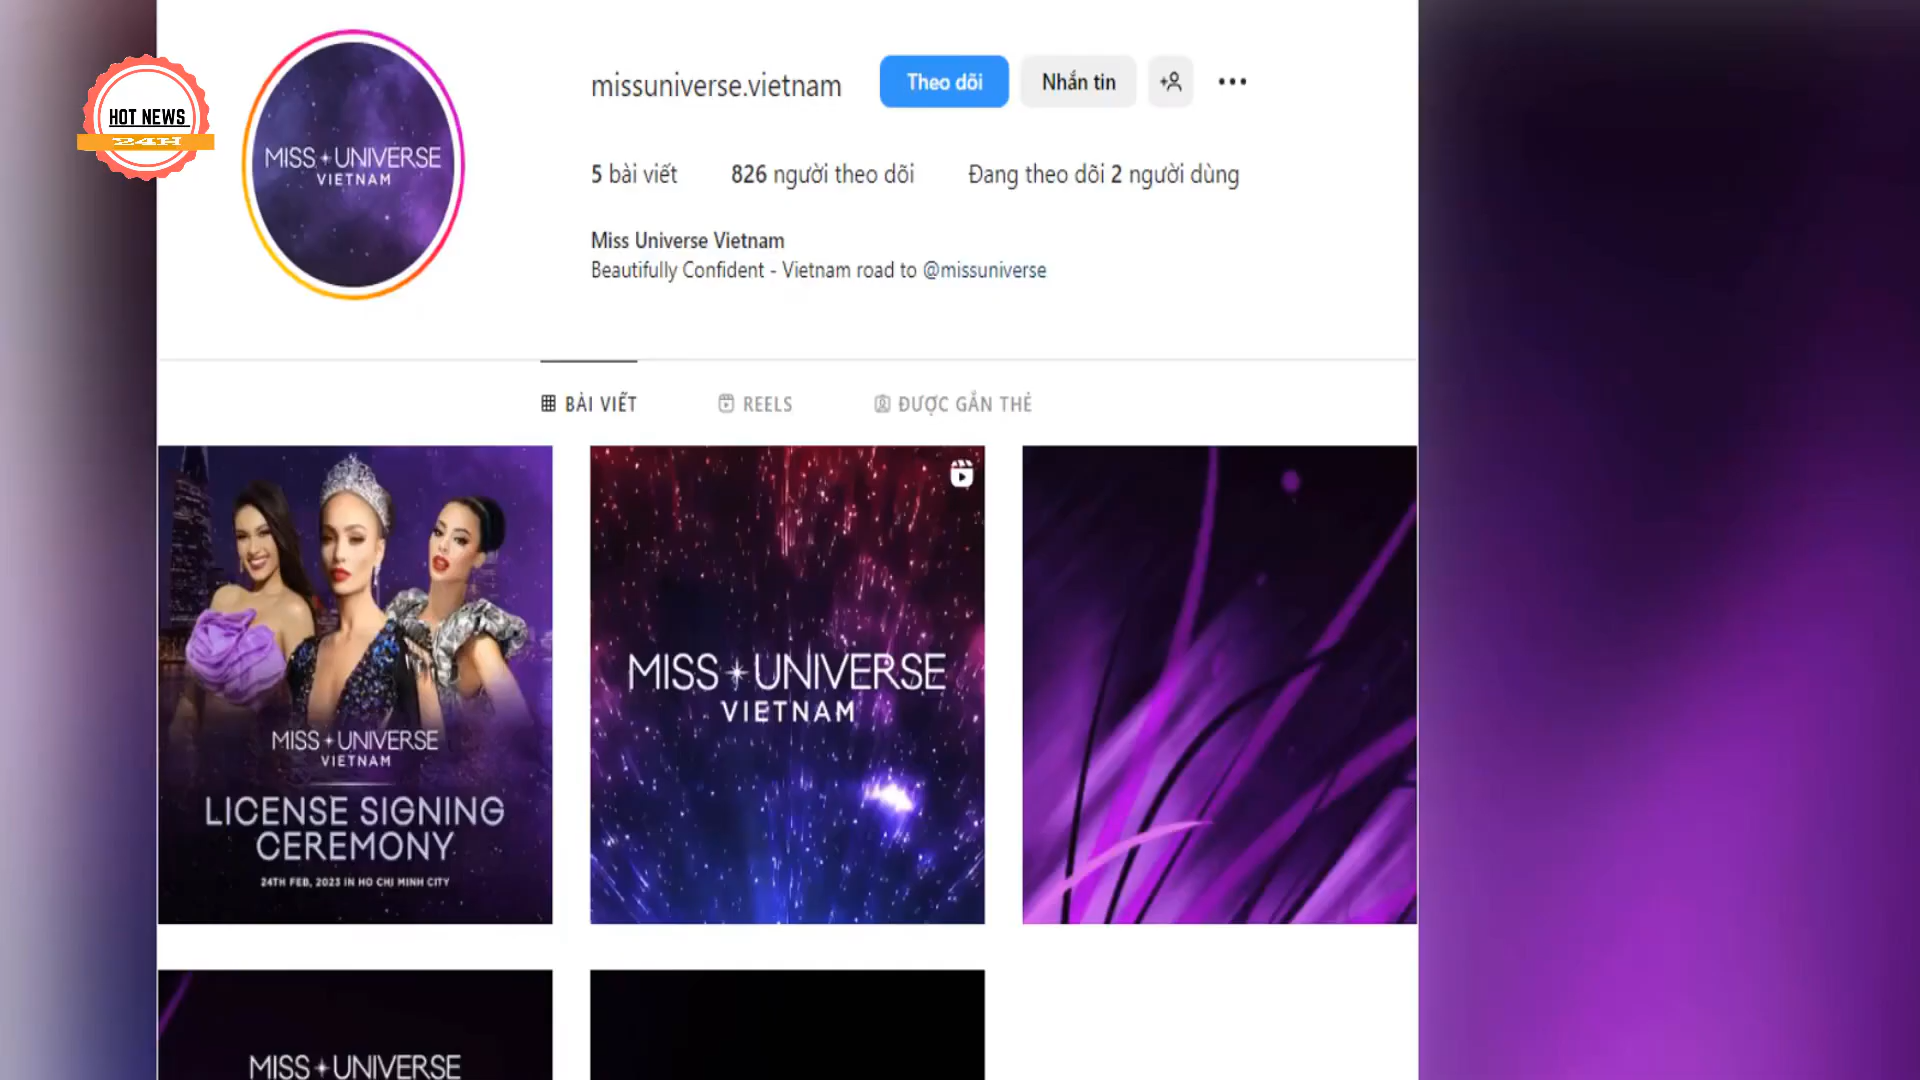 HOT NEWS
24H
MISS UNIVERSE
VIETNAM
missuniverse.vietnam
Theo dõi
Nhắn tin
5 bài viết
826 người theo dõi
Đang theo dõi 2 người dùng
Miss Universe Vietnam
Beautifully Confident - Vietnam road to @missuniverse
BÀI VIẾT
REELS
ĐƯỢC GẮN THẺ
MISS UNIVERSE
VIETNAM
LICENSE SIGNING
CEREMONY
24TH FEB, 2023 IN HO CHI MINH CITY
MISS UNIVERSE
VIETNAM
MISS UNIVERSE